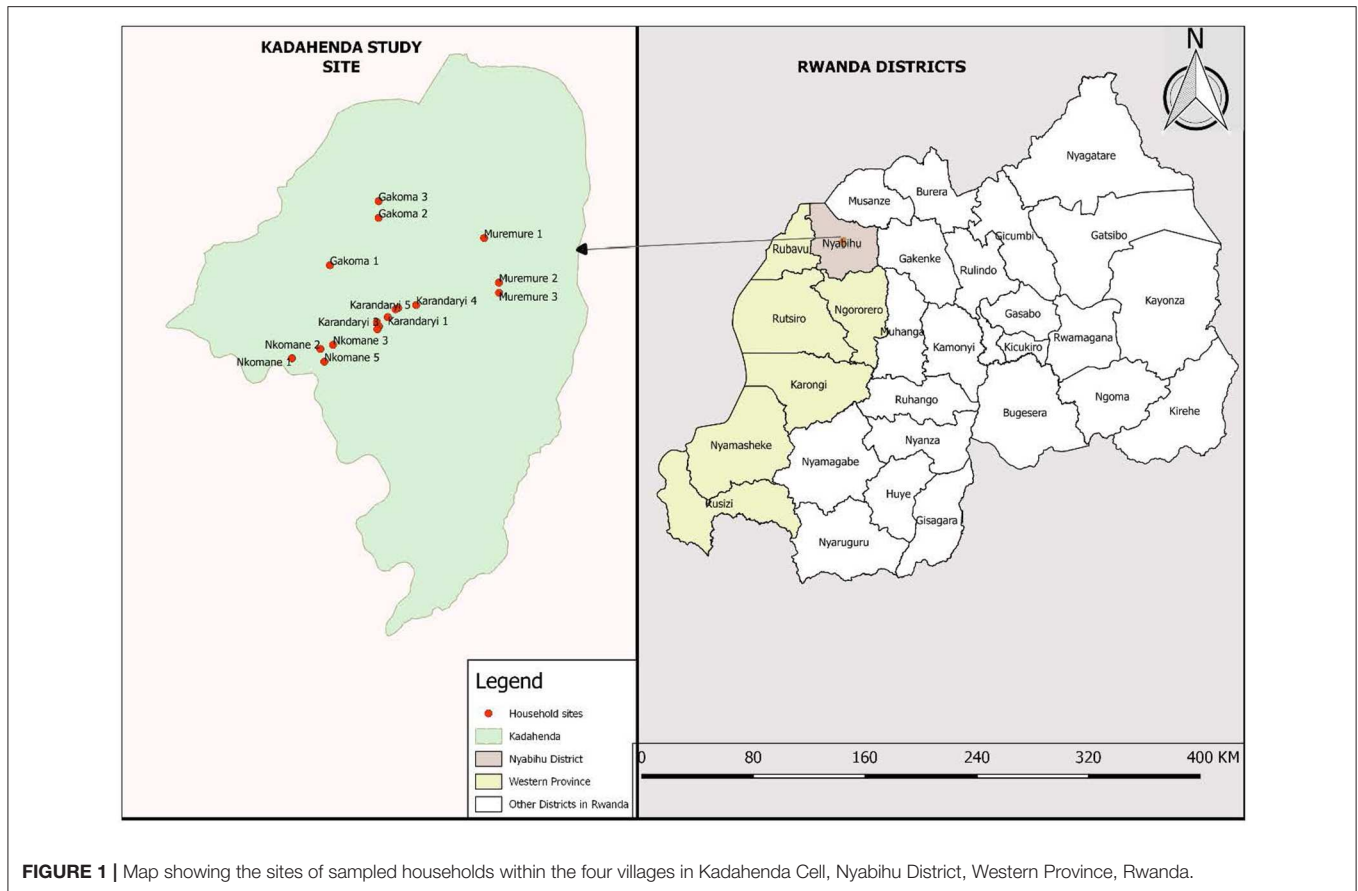 KADAHENDA STUDY
SITE
Gakoma 3
Gakoma 2
Muremure 1
Gakoma 1
Muremure 2
Muremure 3
Karandaryi 5
Karandaryi 4
Karandaryi 3
Karandaryi 1
Nkomane 3
Nkomane 2
Nkomane 1
Nkomane 5
Legend
Household sites
Kadahenda
Nyabihu District
Western Province
Other Districts in Rwanda
RWANDA DISTRICTS
N
Nyagatare
Burera
Musanze
Gicumbi
Gatsibo
Nyabihu
Rubavu
Gakenke
Rulindo
Kayonza
Rutsiro
Ngororero
Gasabo
Muhanga
Kamonyi
Kicukiro
Rwamagana
Karongi
Ruhango
Bugesera
Ngoma
Kirehe
Nyamasheke
Nyanza
Nyamagabe
Huye
Kusizi
Gisagara
Nyaruguru
0 80 160 240 320 400 KM
FIGURE 1 | Map showing the sites of sampled households within the four villages in Kadahenda Cell, Nyabihu District, Western Province, Rwanda.